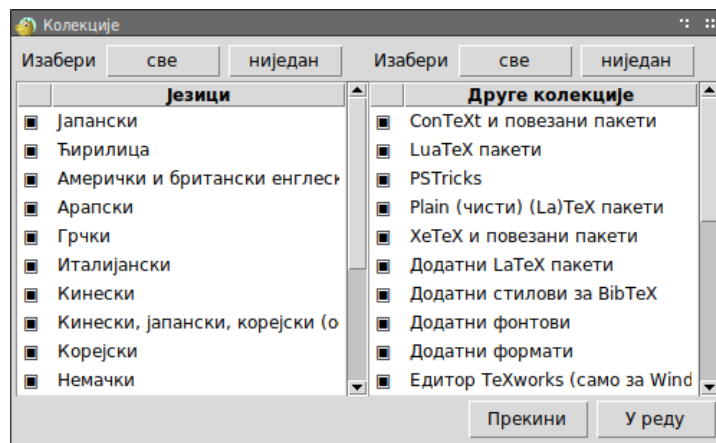 Колекције
Изабери све ниједан Изабери све ниједан
Језици
Јапански
Ћирилица
Амерички и британски енглеск
Арапски
Грчки
Италијански
Кинески
Кинески, јапански, корејски (о
Корејски
Немачки
Друге колекције
ConTeXt и повезани пакети
LuaTeX пакети
PSTricks
Plain (чисти) (La)TeX пакети
XeTeX и повезани пакети
Додатни LaTeX пакети
Додатни стилови за BibTeX
Додатни фонтови
Додатни формати
Едитор TeXworks (само за Wind
Прекини У реду